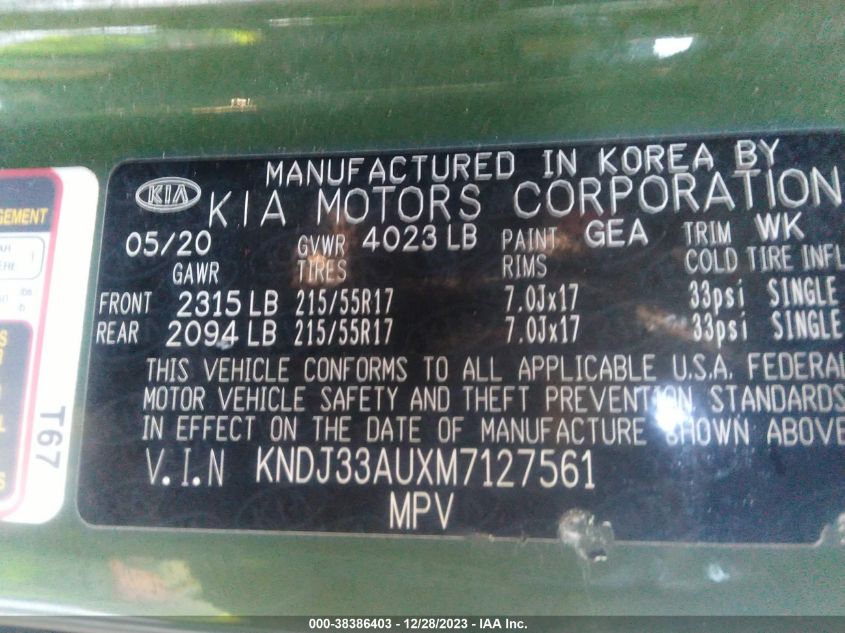 MANUFACTURED IN KOREA BY
KIA KIA MOTORS CORPORATION
05/20 GVWR 4023 LB PAINT GEA TRIM WK
GAWR TIRES RIMS COLD TIRE INFL
FRONT 2315 LB 215/55R17 7.0Jx17 33psi SINGLE
REAR 2094 LB 215/55R17 7.0Jx17 33psi SINGLE
THIS VEHICLE CONFORMS TO ALL APPLICABLE U.S.A. FEDERAL
MOTOR VEHICLE SAFETY AND THEFT PREVENTION STANDARDS
IN EFFECT ON THE DATE OF MANUFACTURE SHOWN ABOVE
V.I.N KNDJ33AUXM7127561
MPV
GEMENT
T67
000-38386403 - 12/28/2023 - IAA Inc.